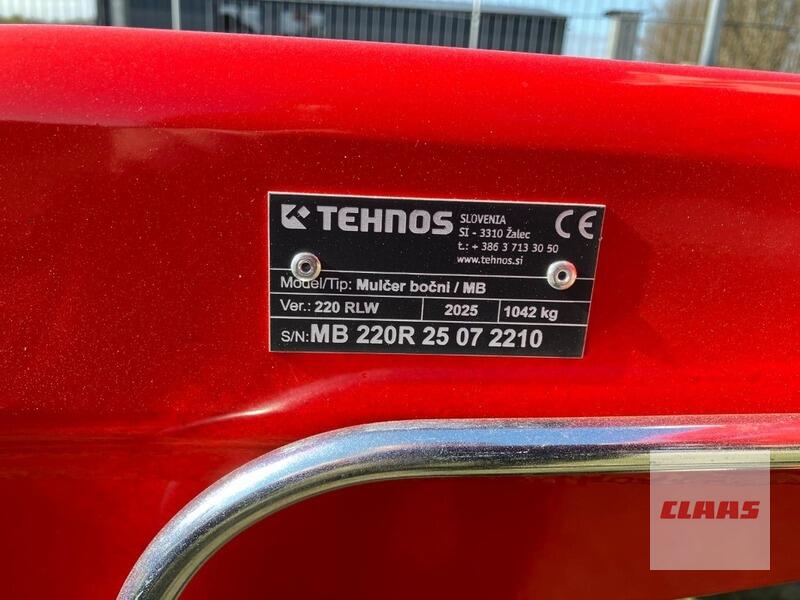 TEHNOS
SLOVENIA
SI - 3310 Žalec
t.: + 386 3 713 30 50
www.tehnos.si
CE
Model/Tip: Mulčer bočni / MB
Ver.: 220 RLW 2025 1042 kg
S/N: MB 220R 25 07 2210
CLAAS